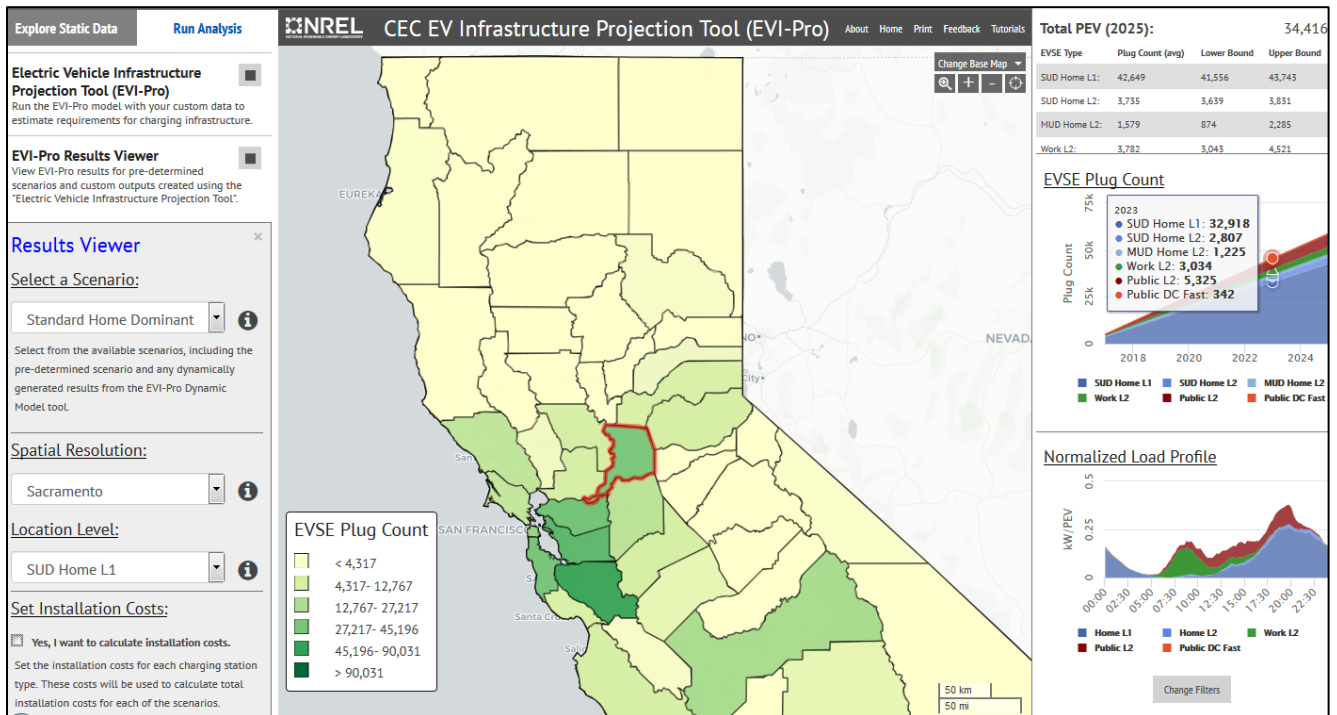 Explore Static Data
Run Analysis
Electric Vehicle Infrastructure
Projection Tool (EVI-Pro)
Run the EVI-Pro model with your custom data to
estimate requirements for charging infrastructure.
EVI-Pro Results Viewer
View EVI-Pro results for pre-determined
scenarios and custom outputs created using the
"Electric Vehicle Infrastructure Projection Tool".
Results Viewer
×
Select a Scenario:
Standard Home Dominant
Select from the available scenarios, including the
pre-determined scenario and any dynamically
generated results from the EVI-Pro Dynamic
Model tool.
Spatial Resolution:
Sacramento
Location Level:
SUD Home L1
Set Installation Costs:
Yes, I want to calculate installation costs.
Set the installation costs for each charging station
type. These costs will be used to calculate total
installation costs for each of the scenarios.
NREL
NATIONAL RENEWABLE ENERGY LABORATORY
CEC EV Infrastructure Projection Tool (EVI-Pro)
About Home Print Feedback Tutorials
Change Base Map
EUREKA
NEVADA
City
San
SAN FRANCISCO
Santa Cru
Salin
EVSE Plug Count
< 4,317
4,317- 12,767
12,767- 27,217
27,217- 45,196
45,196- 90,031
> 90,031
50 km
50 mi
Total PEV (2025): 34,416
EVSE Type Plug Count (avg) Lower Bound Upper Bound
SUD Home L1: 42,649 41,556 43,743
SUD Home L2: 3,735 3,639 3,831
MUD Home L2: 1,579 874 2,285
Work L2: 3,782 3,043 4,521
EVSE Plug Count
Plug Count
75k
50k
25k
0
2023
SUD Home L1: 32,918
SUD Home L2: 2,807
MUD Home L2: 1,225
Work L2: 3,034
Public L2: 5,325
Public DC Fast: 342
2018 2020 2022 2024
SUD Home L1 SUD Home L2 MUD Home L2
Work L2 Public L2 Public DC Fast
Normalized Load Profile
kW/PEV
0.5
0.25
0
00:00 02:30 05:00 07:30 10:00 12:30 15:00 17:30 20:00 22:30
Home L1 Home L2 Work L2
Public L2 Public DC Fast
Change Filters